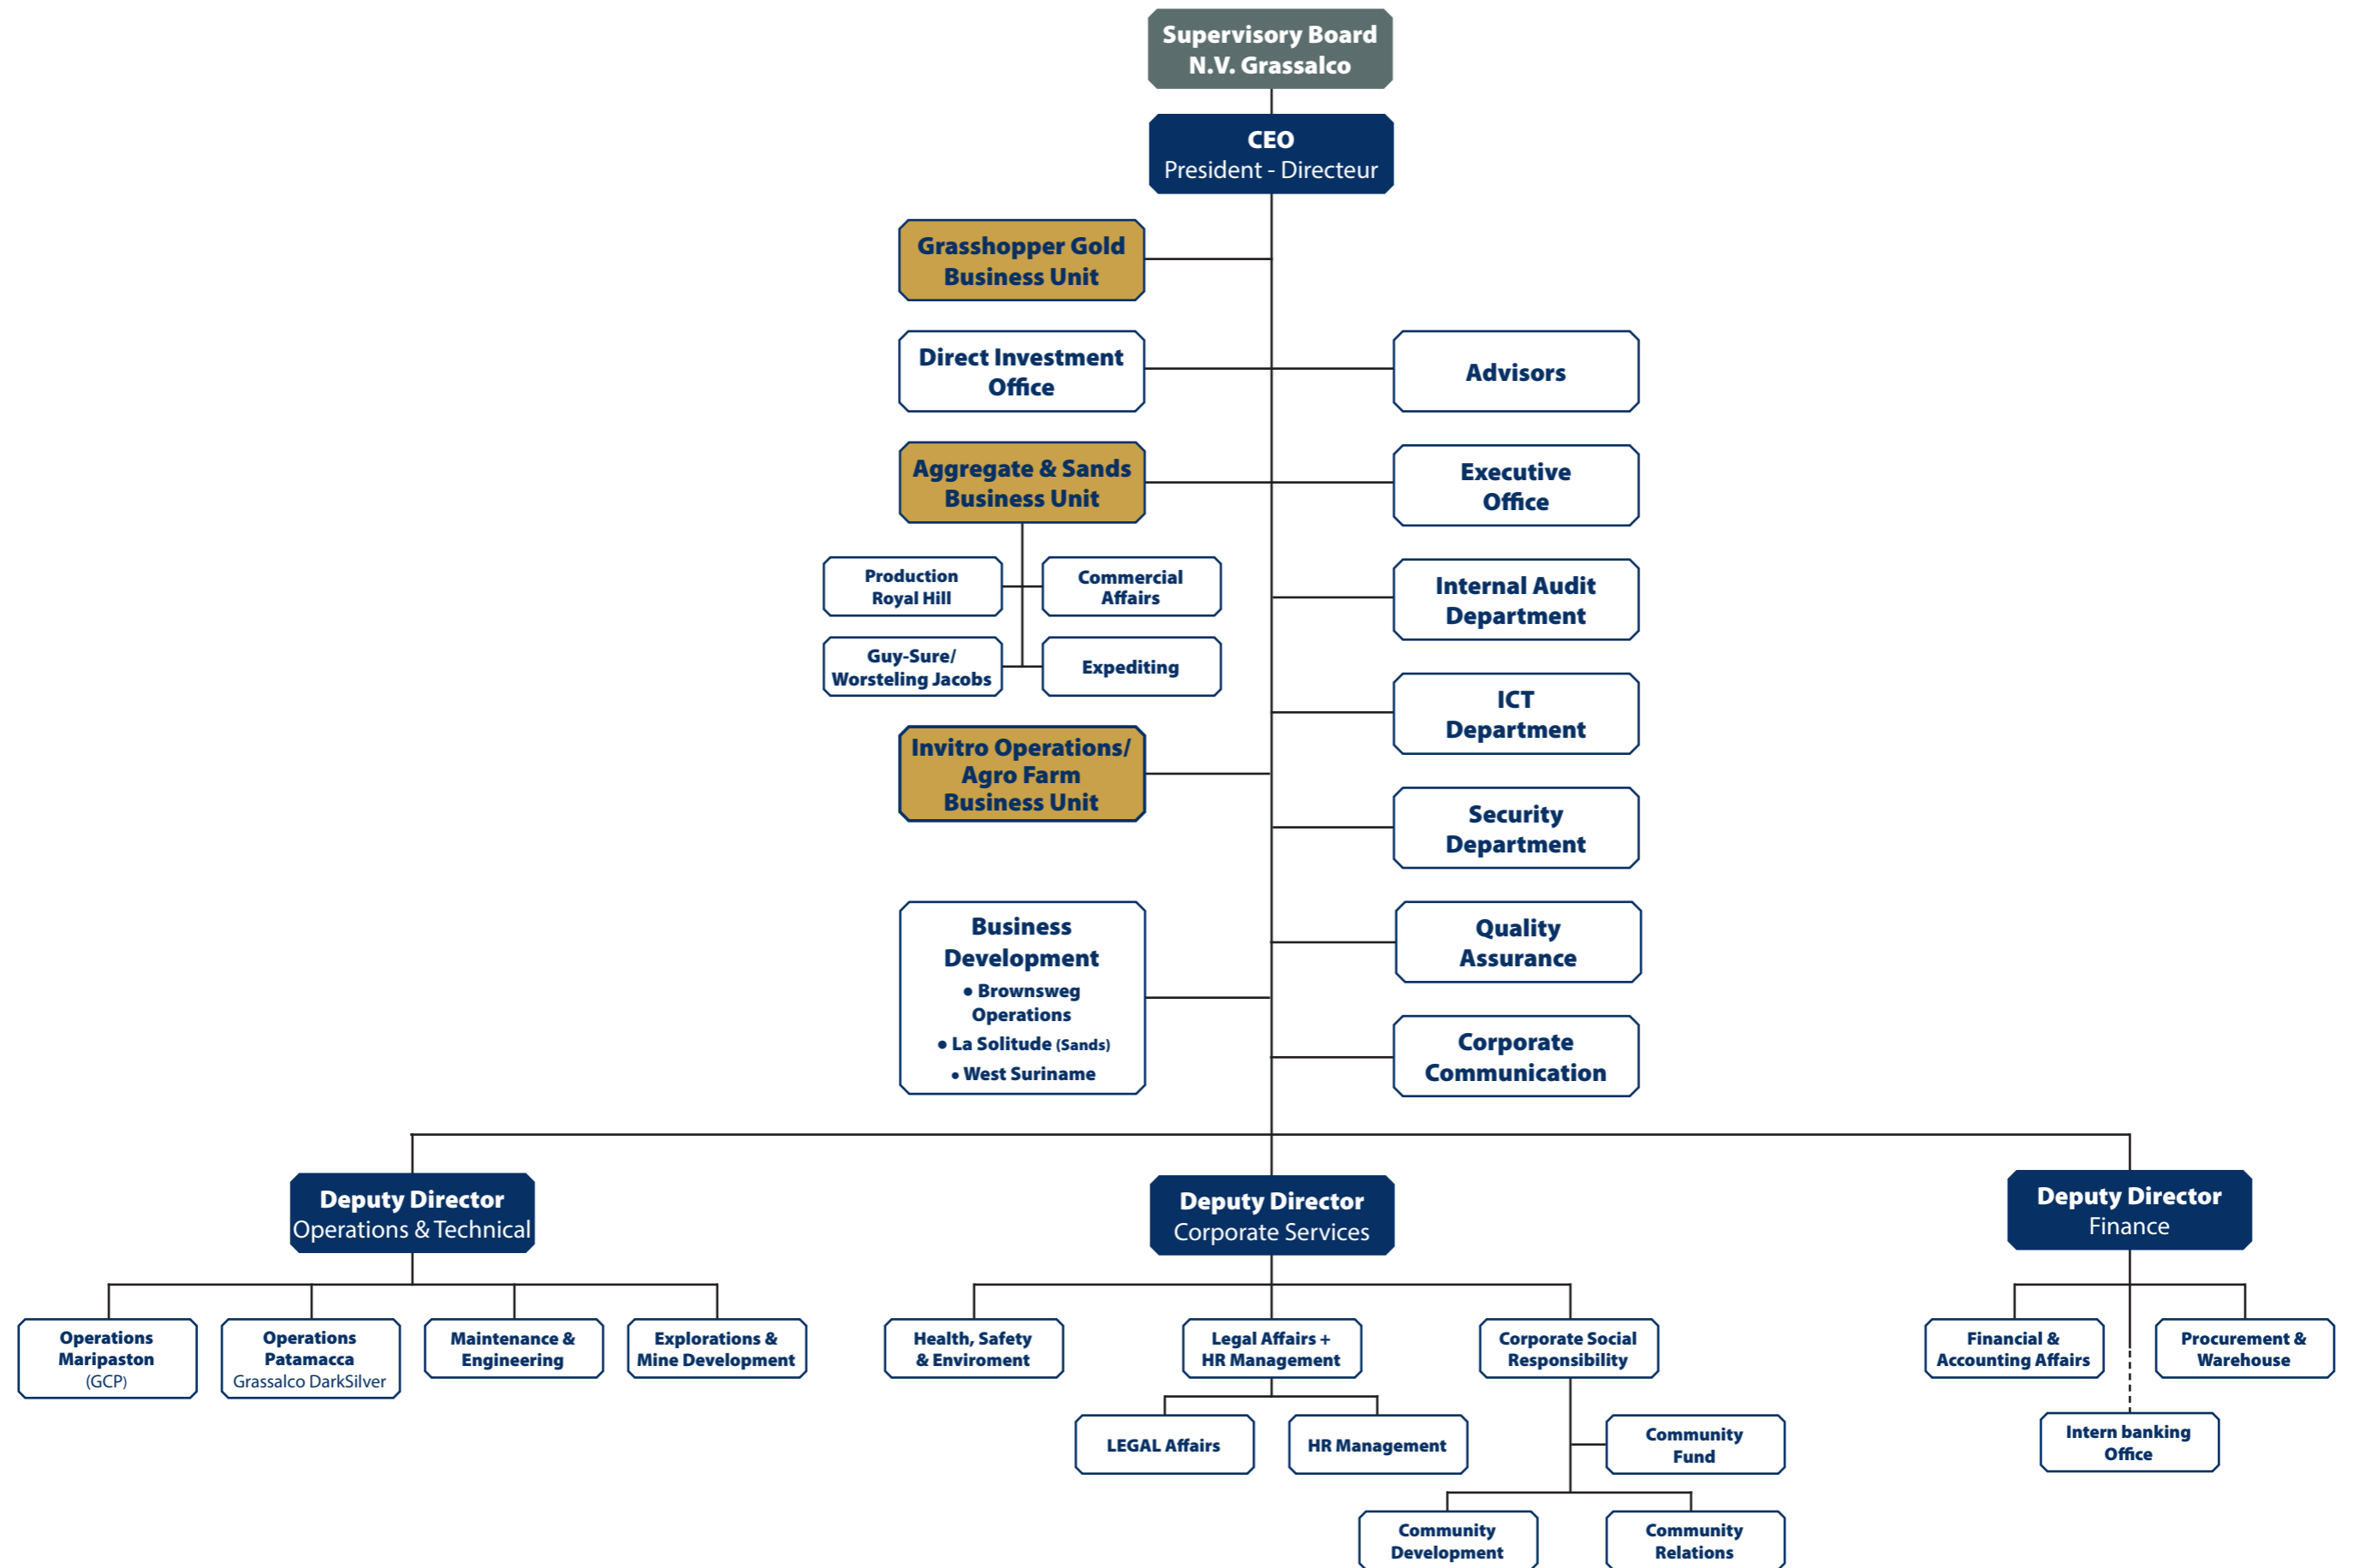 Supervisory Board
N.V. Grassalco
CEO
President - Directeur
Grasshopper Gold
Business Unit
Direct Investment
Office
Advisors
Aggregate & Sands
Business Unit
Executive
Office
Production
Royal Hill
Commercial
Affairs
Internal Audit
Department
Guy-Sure/
Worsteling Jacobs
Expediting
ICT
Department
Invitro Operations/
Agro Farm
Business Unit
Security
Department
Business
Development
• Brownsweg
Operations
• La Solitude (Sands)
• West Suriname
Quality
Assurance
Corporate
Communication
Deputy Director
Operations & Technical
Deputy Director
Corporate Services
Deputy Director
Finance
Operations
Maripaston
(GCP)
Operations
Patamacca
Grassalco DarkSilver
Maintenance &
Engineering
Explorations &
Mine Development
Health, Safety
& Enviroment
Legal Affairs +
HR Management
Corporate Social
Responsibility
Financial &
Accounting Affairs
Procurement &
Warehouse
LEGAL Affairs
HR Management
Community
Fund
Intern banking
Office
Community
Development
Community
Relations